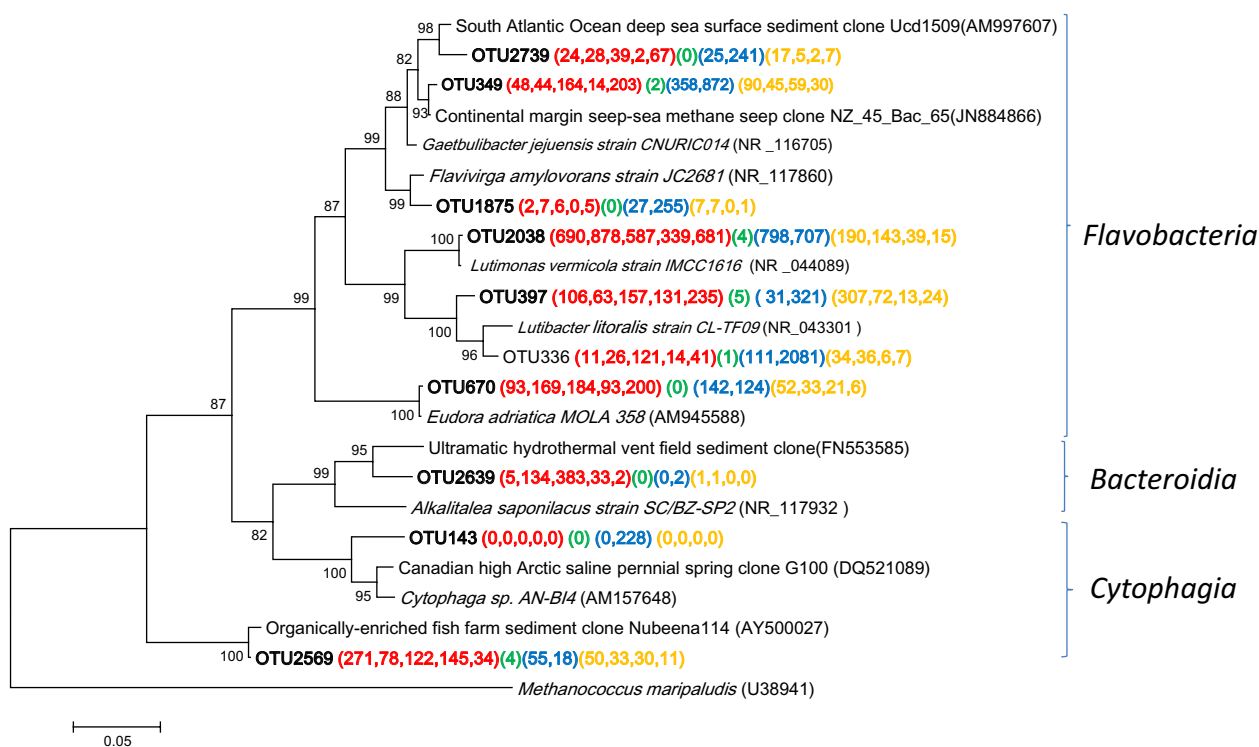 98 South Atlantic Ocean deep sea surface sediment clone Ucd1509(AM997607)
OTU2739 (24,28,39,2,67)(0)(25,241)(17,5,2,7)
82
OTU349 (48,44,164,14,203) (2)(358,872) (90,45,59,30)
88
93 Continental margin seep-sea methane seep clone NZ_45_Bac_65(JN884866)
99
Gaetbulibacter jejuensis strain CNURIC014 (NR _116705)
Flavivirga amylovorans strain JC2681 (NR_117860)
99 OTU1875 (2,7,6,0,5)(0)(27,255)(7,7,0,1)
87
100 OTU2038 (690,878,587,339,681)(4)(798,707)(190,143,39,15)
Flavobacteria
Lutimonas vermicola strain IMCC1616 (NR _044089)
99
99
OTU397 (106,63,157,131,235) (5) ( 31,321) (307,72,13,24)
100
Lutibacter litoralis strain CL-TF09 (NR_043301 )
96 OTU336 (11,26,121,14,41)(1)(111,2081)(34,36,6,7)
OTU670 (93,169,184,93,200) (0) (142,124)(52,33,21,6)
87
100 Eudora adriatica MOLA 358 (AM945588)
95 Ultramatic hydrothermal vent field sediment clone(FN553585)
99
OTU2639 (5,134,383,33,2)(0)(0,2)(1,1,0,0)
Bacteroidia
Alkalitalea saponilacus strain SC/BZ-SP2 (NR_117932 )
82
OTU143 (0,0,0,0,0) (0) (0,228) (0,0,0,0)
100
Canadian high Arctic saline pernnial spring clone G100 (DQ521089)
Cytophagia
95 Cytophaga sp. AN-BI4 (AM157648)
Organically-enriched fish farm sediment clone Nubeena114 (AY500027)
100 OTU2569 (271,78,122,145,34)(4)(55,18)(50,33,30,11)
Methanococcus maripaludis (U38941)
0.05